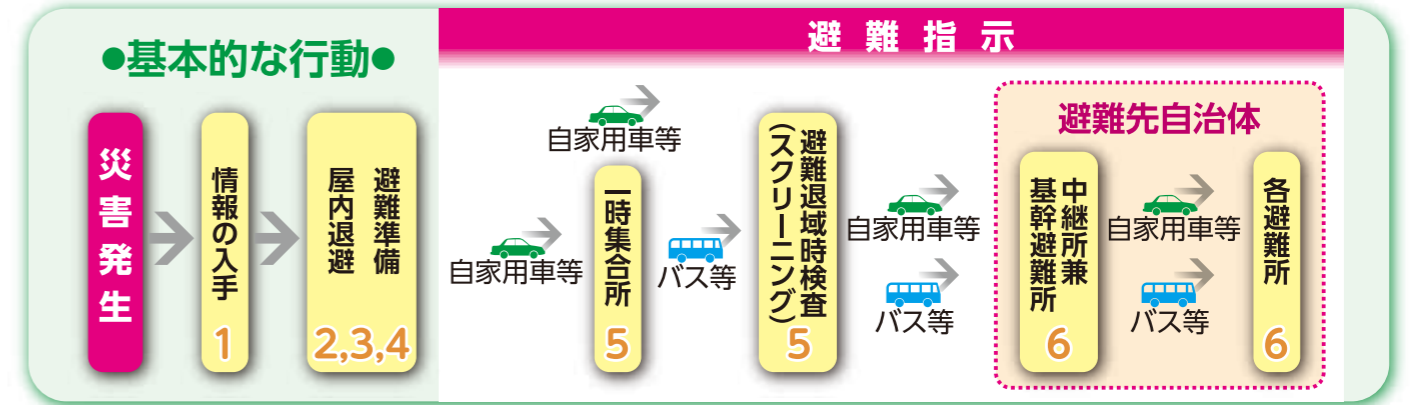 ●基本的な行動●
避難指示
災害発生
情報の入手
1
避難準備
屋内退避
2,3,4
自家用車等
自家用車等
一時集合所
5
バス等
避難退域時検査
(スクリーニング)
5
自家用車等
バス等
避難先自治体
中継所兼
基幹避難所
6
自家用車等
バス等
各避難所
6